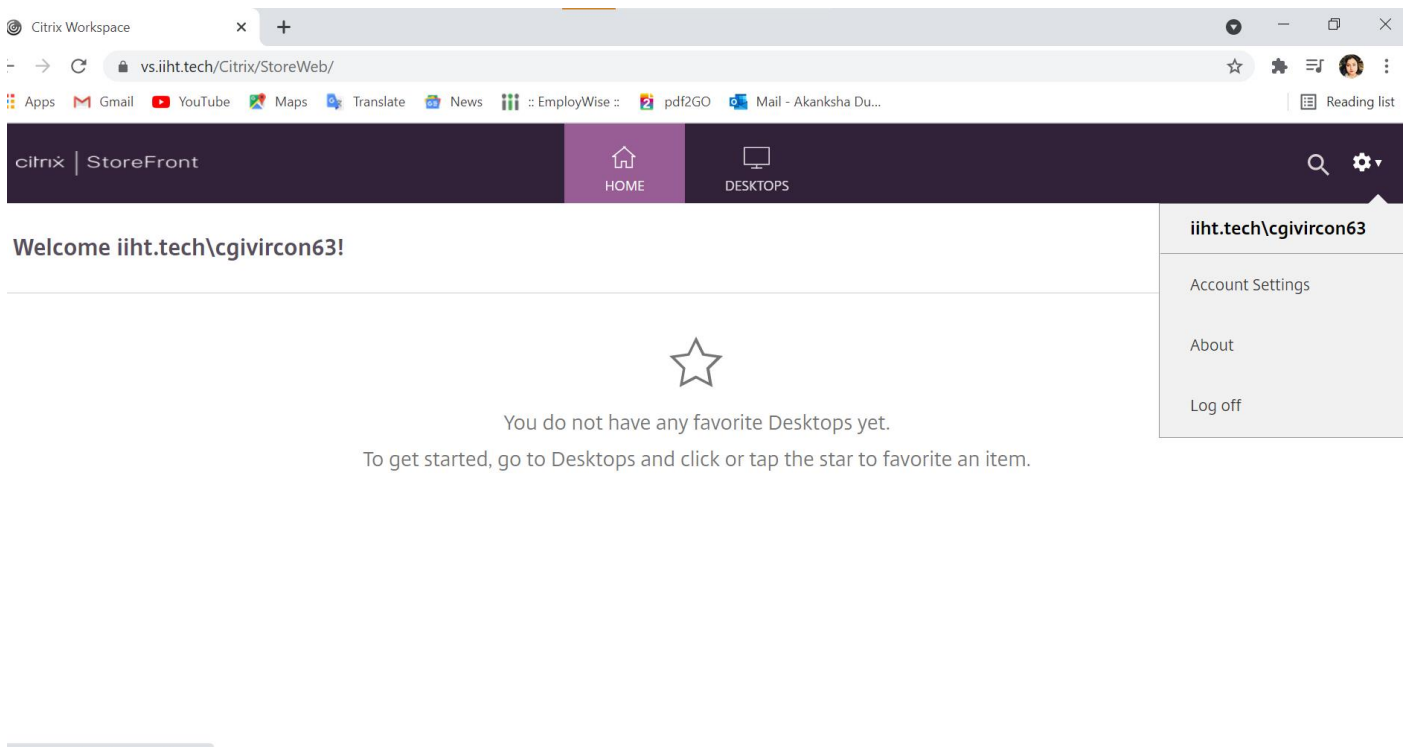 Citrix Workspace
vs.iiht.tech/Citrix/StoreWeb/
Apps Gmail YouTube Maps Translate News :: EmployWise :: pdf2GO Mail - Akanksha Du... Reading list
citrix | StoreFront
HOME
DESKTOPS
Welcome iiht.tech\cgivircon63!
iiht.tech\cgivircon63
Account Settings
About
Log off
You do not have any favorite Desktops yet.
To get started, go to Desktops and click or tap the star to favorite an item.